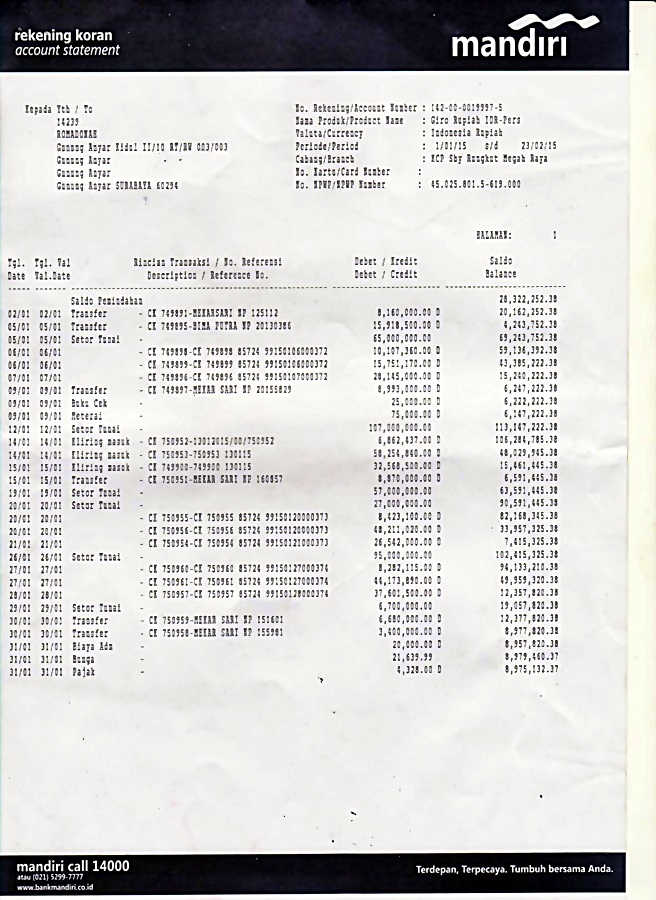 rekening koran
account statement
mandiri
Kepada Yth / To
14239
ROMADONAH
Gunung Anyar Kidul II/10 RT/RW 003/003
Gunung Anyar
Gunung Anyar
Gunung Anyar SURABAYA 60294
No. Rekening/Account Number : 142-00-0019997-5
Nama Produk/Product Name : Giro Rupiah IDR-Pers
Valuta/Currency : Indonesia Rupiah
Periode/Period : 1/01/15 s/d 23/02/15
Cabang/Branch : KCP Sby Rungkut Megah Raya
No. Kartu/Card Number :
No. NPWP/NPWP Number : 45.025.801.5-619.000
HALAMAN: 1
Tgl. Tgl. Val Rincian Transaksi / No. Referensi Debet / Kredit Saldo
Date Val.Date Description / Reference No. Debet / Credit Balance
Saldo Pemindahan 28,322,252.38
02/01 02/01 Transfer - CK 749891-MEKARSARI NP 125112 8,160,000.00 D 20,162,252.38
05/01 05/01 Transfer - CK 749895-BIMA PUTRA NP 20130386 15,918,500.00 D 4,243,752.38
05/01 05/01 Setor Tunai - 65,000,000.00 69,243,752.38
06/01 06/01 - CK 749898-CK 749898 85724 99150106000372 10,107,360.00 D 59,136,392.38
06/01 06/01 - CK 749899-CK 749899 85724 99150106000372 15,751,170.00 D 43,385,222.38
07/01 07/01 - CK 749896-CK 749896 85724 99150107000372 28,145,000.00 D 15,240,222.38
09/01 09/01 Transfer - CK 749897-MEKAR SARI NP 20155829 8,993,000.00 D 6,247,222.38
09/01 09/01 Buku Cek - 25,000.00 D 6,222,222.38
09/01 09/01 Meterai - 75,000.00 D 6,147,222.38
12/01 12/01 Setor Tunai - 107,000,000.00 113,147,222.38
14/01 14/01 Kliring masuk - CK 750952-13012015/00/750952 6,862,437.00 D 106,284,785.38
14/01 14/01 Kliring masuk - CK 750953-750953 130115 58,254,840.00 D 48,029,945.38
15/01 15/01 Kliring masuk - CK 749900-749900 130115 32,568,500.00 D 15,461,445.38
15/01 15/01 Transfer - CK 750951-MEKAR SARI NP 160857 8,870,000.00 D 6,591,445.38
19/01 19/01 Setor Tunai - 57,000,000.00 63,591,445.38
20/01 20/01 Setor Tunai - 27,000,000.00 90,591,445.38
20/01 20/01 - CK 750955-CK 750955 85724 99150120000373 8,423,100.00 D 82,168,345.38
20/01 20/01 - CK 750956-CK 750956 85724 99150120000373 48,211,020.00 D 33,957,325.38
21/01 21/01 - CK 750954-CK 750954 85724 99150121000373 26,542,000.00 D 7,415,325.38
26/01 26/01 Setor Tunai - 95,000,000.00 102,415,325.38
27/01 27/01 - CK 750960-CK 750960 85724 99150127000374 8,282,115.00 D 94,133,210.38
27/01 27/01 - CK 750961-CK 750961 85724 99150127000374 44,173,890.00 D 49,959,320.38
28/01 28/01 - CK 750957-CK 750957 85724 99150128000374 37,601,500.00 D 12,357,820.38
29/01 29/01 Setor Tunai - 6,700,000.00 19,057,820.38
30/01 30/01 Transfer - CK 750959-MEKAR SARI NP 151601 6,680,000.00 D 12,377,820.38
30/01 30/01 Transfer - CK 750958-MEKAR SARI NP 155981 3,400,000.00 D 8,977,820.38
31/01 31/01 Biaya Adm - 20,000.00 D 8,957,820.38
31/01 31/01 Bunga - 21,639.99 8,979,460.37
31/01 31/01 Pajak - 4,328.00 D 8,975,132.37
mandiri call 14000
atau (021) 5299-7777
www.bankmandiri.co.id
Terdepan, Terpecaya. Tumbuh bersama Anda.